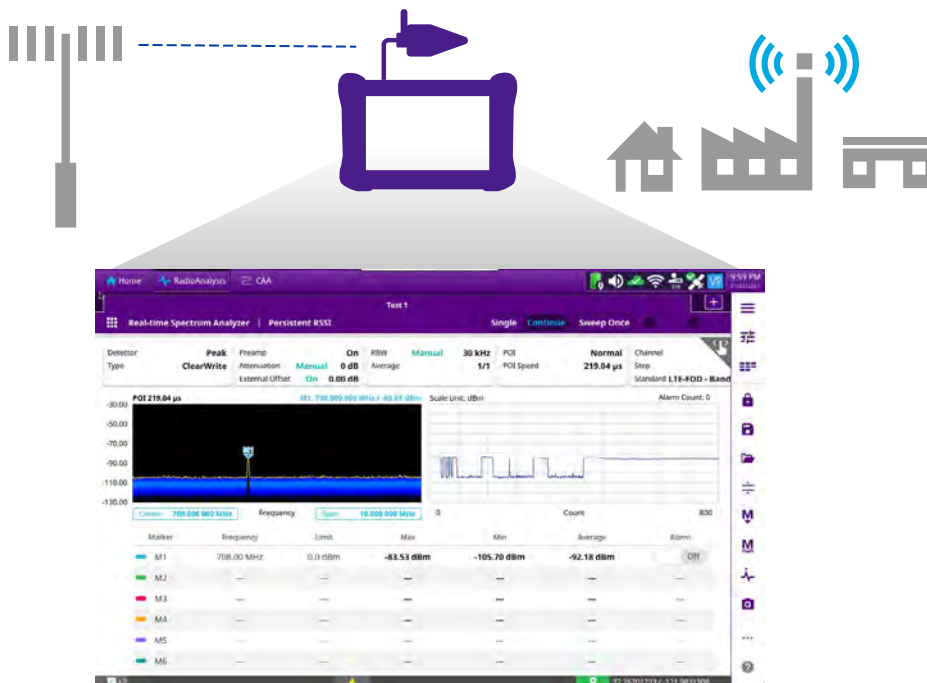 Home RadioAnalysis CAA 9:59 PM
Test 1
Real-time Spectrum Analyzer | Persistent RSSI Single Continue Sweep Once
Detector Peak Preamp On RBW Manual 30 kHz POI Normal Channel
Type ClearWrite Attenuation Manual 0 dB Average 1/1 POI Speed 219.04 µs Step
External Offset On 0.00 dB Standard LTE-FDD - Band
POI 219.04 µs Scale Unit: dBm Alarm Count: 0
-30.00
-50.00
-70.00
-90.00
-110.00
-130.00
M1
Center Frequency Span 10.000 000 MHz 0 Count 800
Marker Frequency Limit Max Min Average Alarm
M1 708.00 MHz 0.0 dBm -83.53 dBm -105.70 dBm -92.18 dBm Off
M2 — — — — — —
M3 — — — — — —
M4 — — — — — —
M5 — — — — — —
M6 — — — — — —